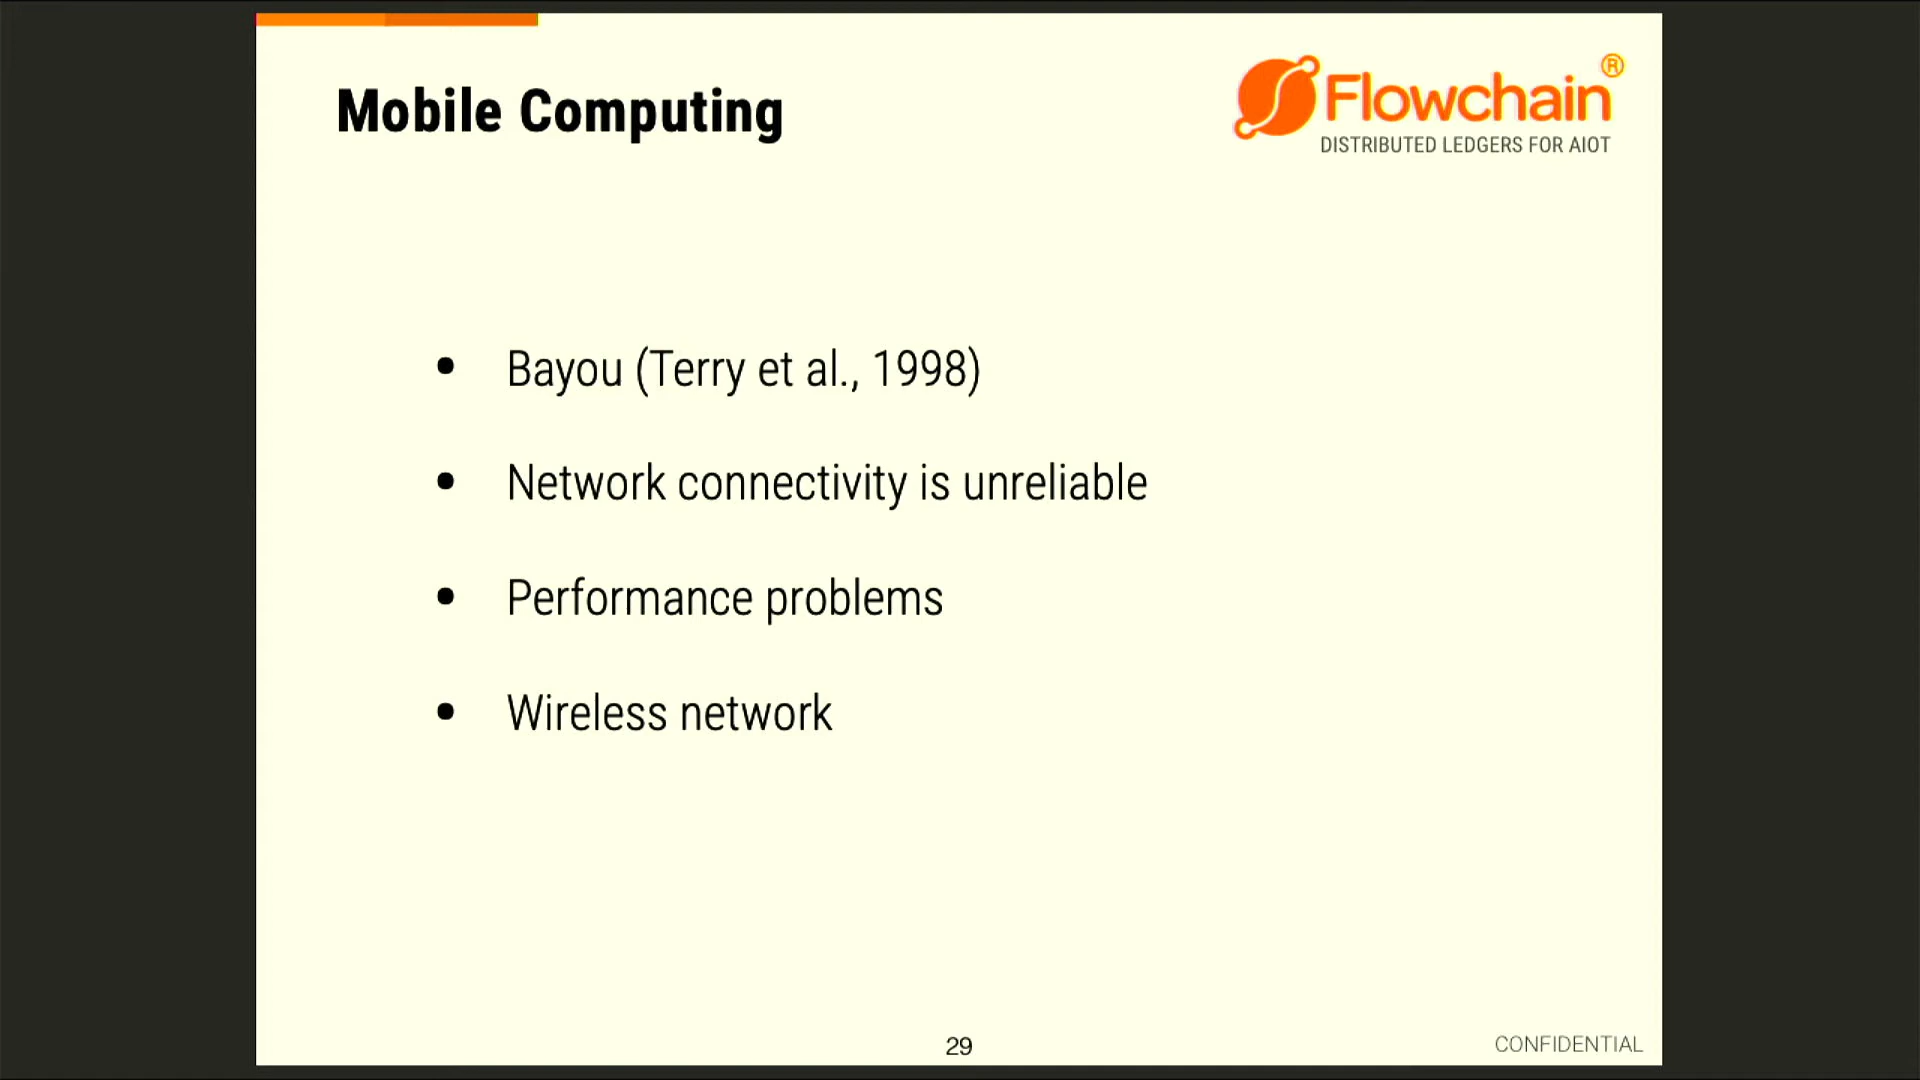 Mobile Computing
Flowchain®
DISTRIBUTED LEDGERS FOR AIOT
• Bayou (Terry et al., 1998)
• Network connectivity is unreliable
• Performance problems
• Wireless network
29
CONFIDENTIAL